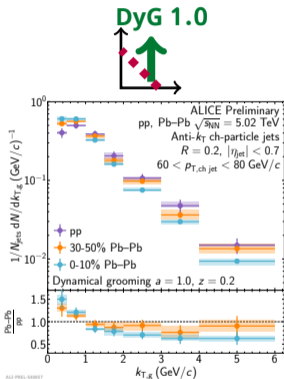 DyG 1.0
10⁰
ALICE Preliminary
pp, Pb–Pb √sNN = 5.02 TeV
Anti-kT ch-particle jets
R = 0.2, |ηjet| < 0.7
60 < pT,ch jet < 80 GeV/c
10⁻¹
1/Njets dN/dkT,g (GeV/c)⁻¹
pp
30-50% Pb–Pb
0-10% Pb–Pb
10⁻²
Dynamical grooming a = 1.0, z = 0.2
Pb–Pb
pp
1.5
1.0
0.5
0 1 2 3 4 5 6
kT,g (GeV/c)